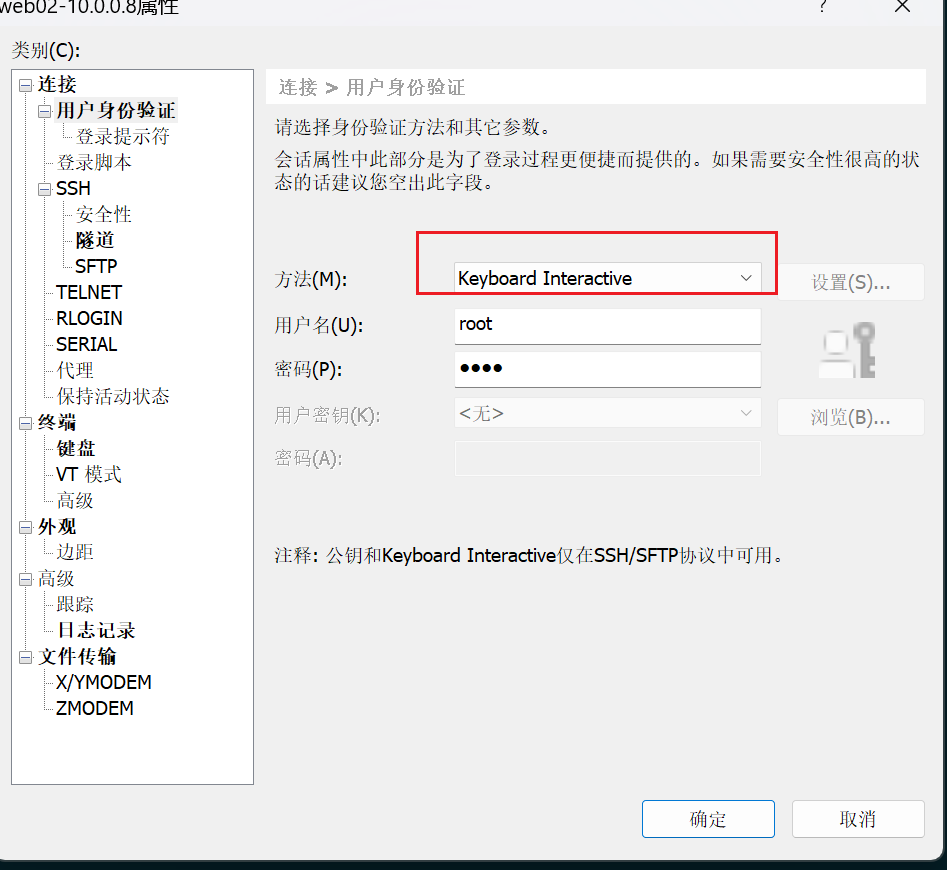 web02-10.0.0.8属性
?
类别(C):
连接
用户身份验证
登录提示符
登录脚本
SSH
安全性
隧道
SFTP
TELNET
RLOGIN
SERIAL
代理
保持活动状态
终端
键盘
VT 模式
高级
外观
边距
高级
跟踪
日志记录
文件传输
X/YMODEM
ZMODEM
连接 > 用户身份验证
请选择身份验证方法和其它参数。
会话属性中此部分是为了登录过程更便捷而提供的。如果需要安全性很高的状
态的话建议您空出此字段。
方法(M):
Keyboard Interactive
设置(S)...
用户名(U):
root
密码(P):
●●●●
用户密钥(K):
<无>
浏览(B)...
密码(A):
注释: 公钥和Keyboard Interactive仅在SSH/SFTP协议中可用。
确定
取消